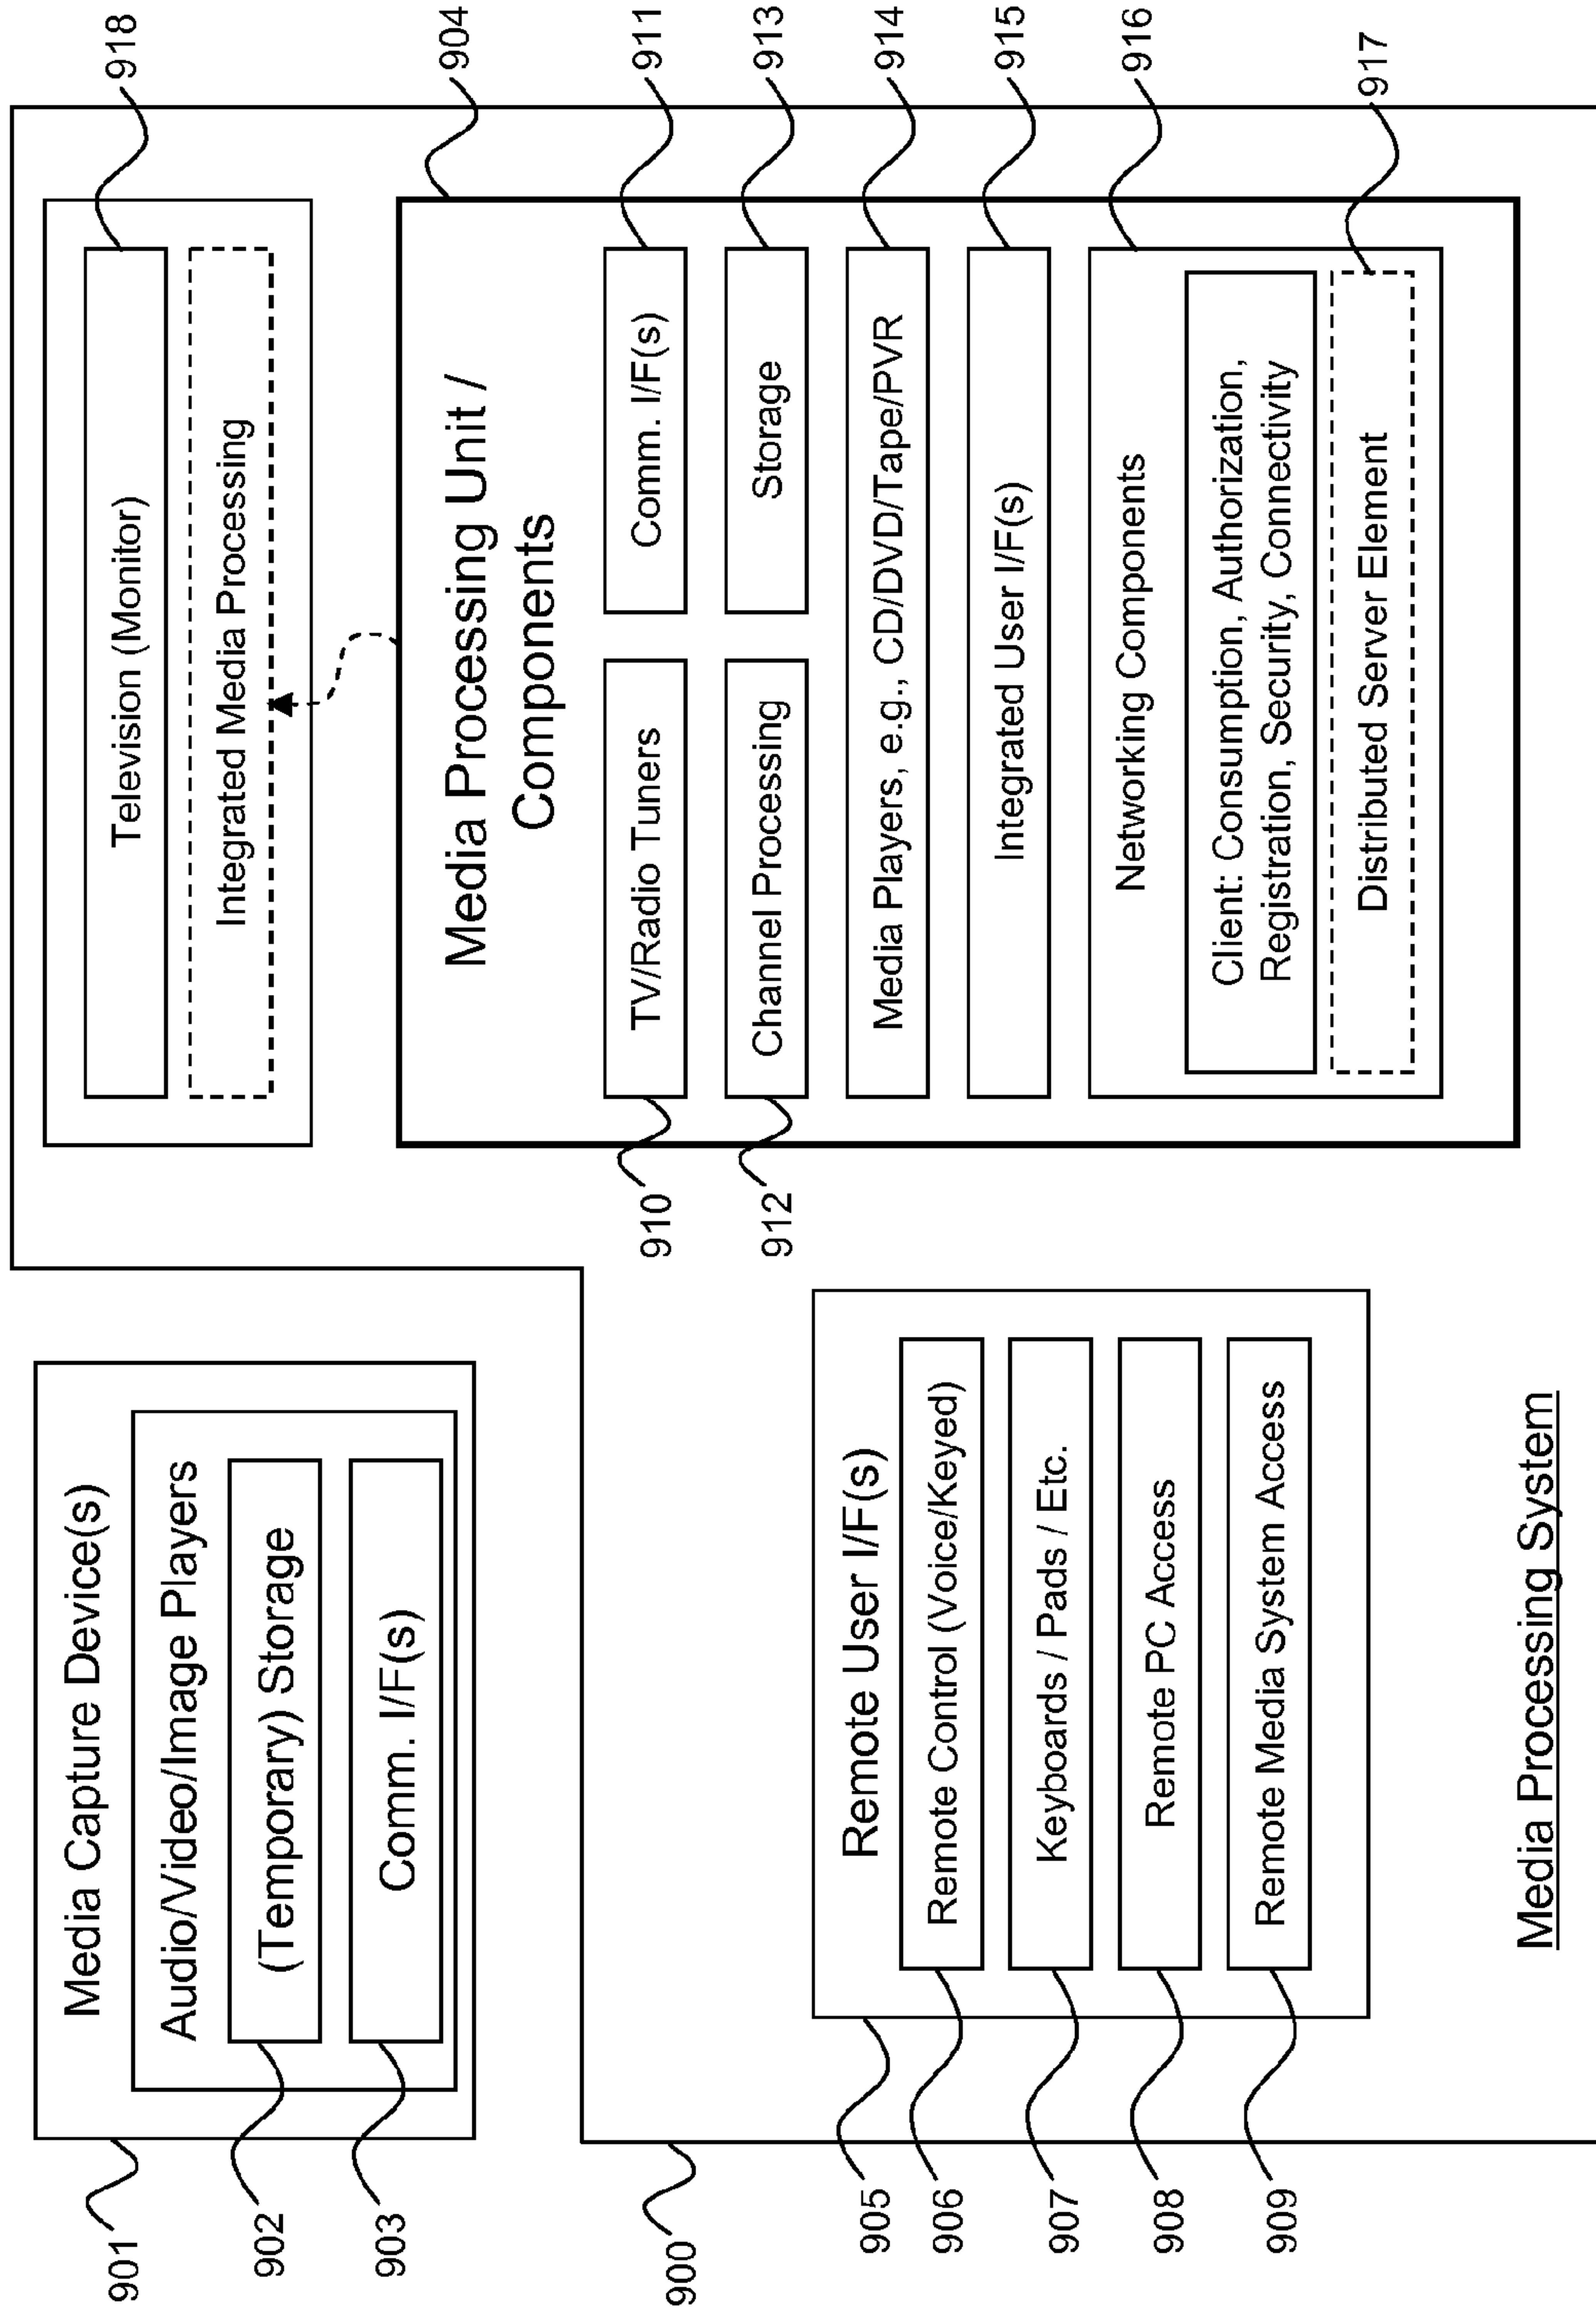 Media Capture Device(s)
Audio/Video/Image Players
(Temporary) Storage
Comm. I/F(s)
901
902
903
900
Remote User I/F(s)
Remote Control (Voice/Keyed)
Keyboards / Pads / Etc.
Remote PC Access
Remote Media System Access
905
906
907
908
909
Media Processing System
Television (Monitor)
Integrated Media Processing
918
904
Media Processing Unit /
Components
TV/Radio Tuners
Comm. I/F(s)
910
911
Channel Processing
Storage
912
913
Media Players, e.g., CD/DVD/Tape/PVR
914
Integrated User I/F(s)
915
Networking Components
916
Client: Consumption, Authorization,
Registration, Security, Connectivity
Distributed Server Element
917